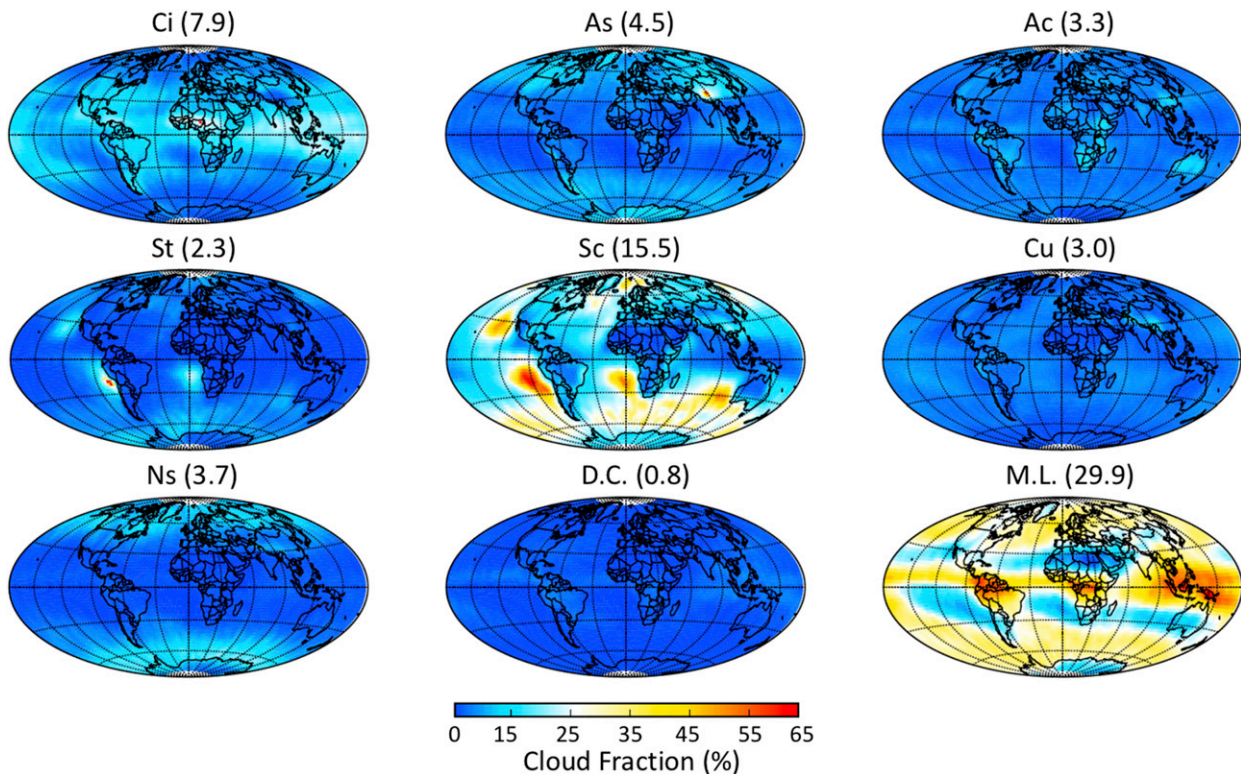 Ci (7.9) As (4.5) Ac (3.3)
St (2.3) Sc (15.5) Cu (3.0)
Ns (3.7) D.C. (0.8) M.L. (29.9)
0 15 25 35 45 55 65
Cloud Fraction (%)